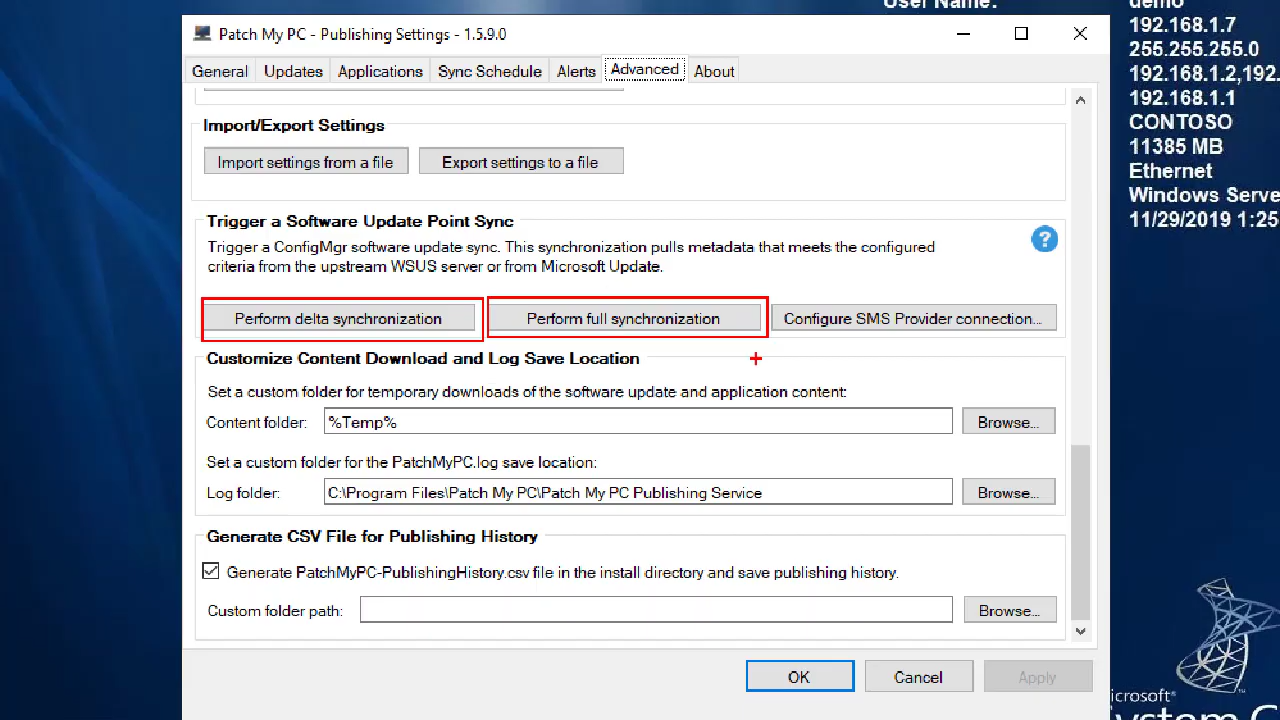 User Name:
demo
192.168.1.7
255.255.255.0
192.168.1.2,192.
192.168.1.1
CONTOSO
11385 MB
Ethernet
Windows Serve
11/29/2019 1:25
Patch My PC - Publishing Settings - 1.5.9.0
General Updates Applications Sync Schedule Alerts Advanced About
Import/Export Settings
Import settings from a file Export settings to a file
Trigger a Software Update Point Sync
Trigger a ConfigMgr software update sync. This synchronization pulls metadata that meets the configured
criteria from the upstream WSUS server or from Microsoft Update.
?
Perform delta synchronization Perform full synchronization Configure SMS Provider connection...
Customize Content Download and Log Save Location
Set a custom folder for temporary downloads of the software update and application content:
Content folder: %Temp% Browse...
Set a custom folder for the PatchMyPC.log save location:
Log folder: C:\Program Files\Patch My PC\Patch My PC Publishing Service Browse...
Generate CSV File for Publishing History
Generate PatchMyPC-PublishingHistory.csv file in the install directory and save publishing history.
Custom folder path: Browse...
OK Cancel Apply
icrosoft®
ystem C